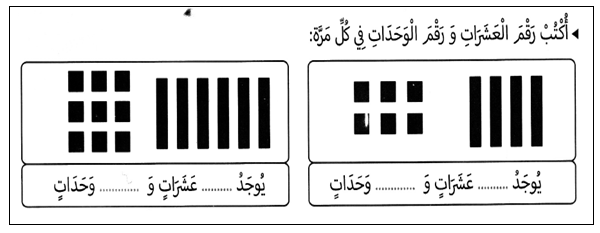 أُكْتُبْ رَقْمَ الْعَشَرَاتِ وَ رَقْمَ الْوَحَدَاتِ فِي كُلِّ مَرَّة:
يُوجَدُ .......... عَشَرَاتٍ وَ ............. وَحَدَاتٍ
يُوجَدُ .......... عَشَرَاتٍ وَ ............. وَحَدَاتٍ